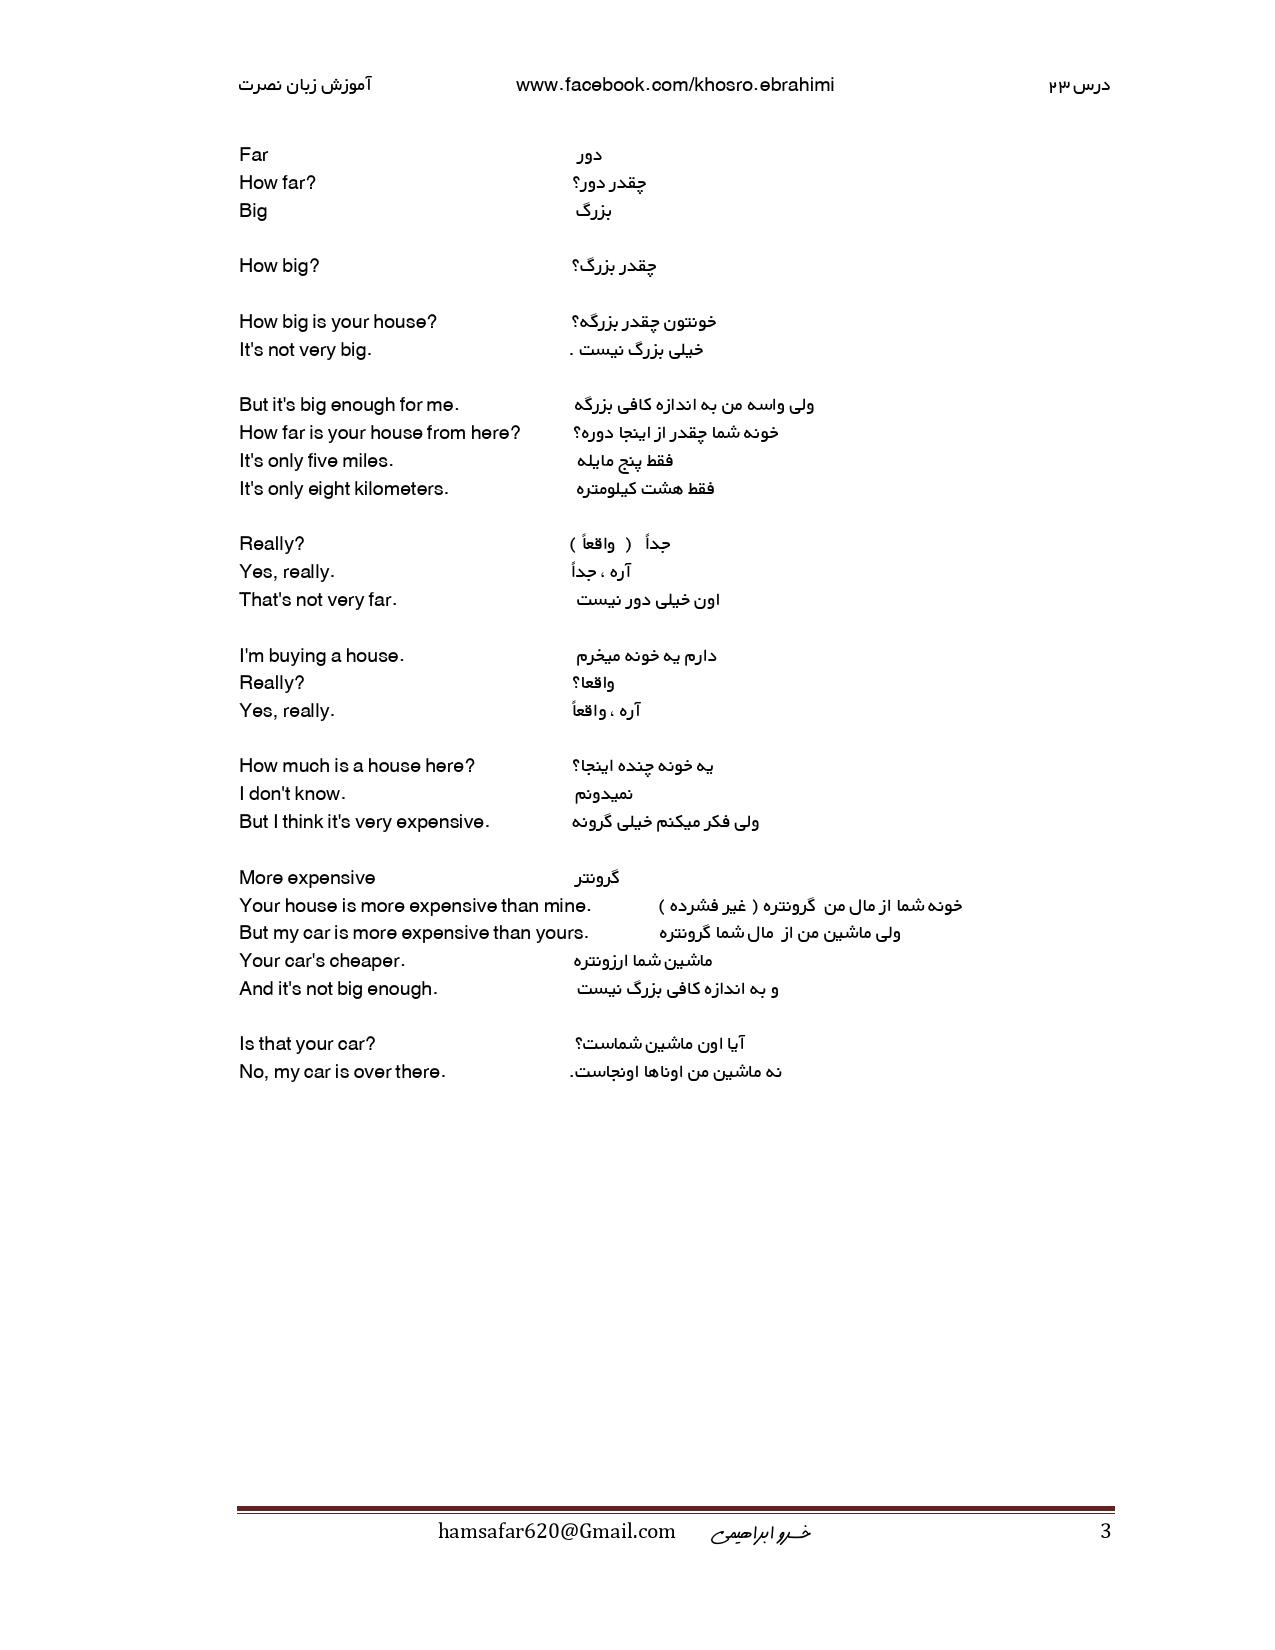 آموزش زبان نصرت www.facebook.com/khosro.ebrahimi درس ۲۳
Far دور
How far? چقدر دور؟
Big بزرگ
How big? چقدر بزرگ؟
How big is your house? خونتون چقدر بزرگه؟
It's not very big. خیلی بزرگ نیست .
But it's big enough for me. ولی واسه من به اندازه کافی بزرگه
How far is your house from here? خونه شما چقدر از اینجا دوره؟
It's only five miles. فقط پنج مایله
It's only eight kilometers. فقط هشت کیلومتره
Really? جداً ( واقعاً )
Yes, really. آره ، جداً
That's not very far. اون خیلی دور نیست
I'm buying a house. دارم یه خونه میخرم
Really? واقعا؟
Yes, really. آره ، واقعاً
How much is a house here? یه خونه چنده اینجا؟
I don't know. نمیدونم
But I think it's very expensive. ولی فکر میکنم خیلی گرونه
More expensive گرونتر
Your house is more expensive than mine. خونه شما از مال من گرونتره ( غیر فشرده )
But my car is more expensive than yours. ولی ماشین من از مال شما گرونتره
Your car's cheaper. ماشین شما ارزونتره
And it's not big enough. و به اندازه کافی بزرگ نیست
Is that your car? آیا اون ماشین شماست؟
No, my car is over there. نه ماشین من اوناها اونجاست.
hamsafar620@Gmail.com خسرو ابراهیمی 3